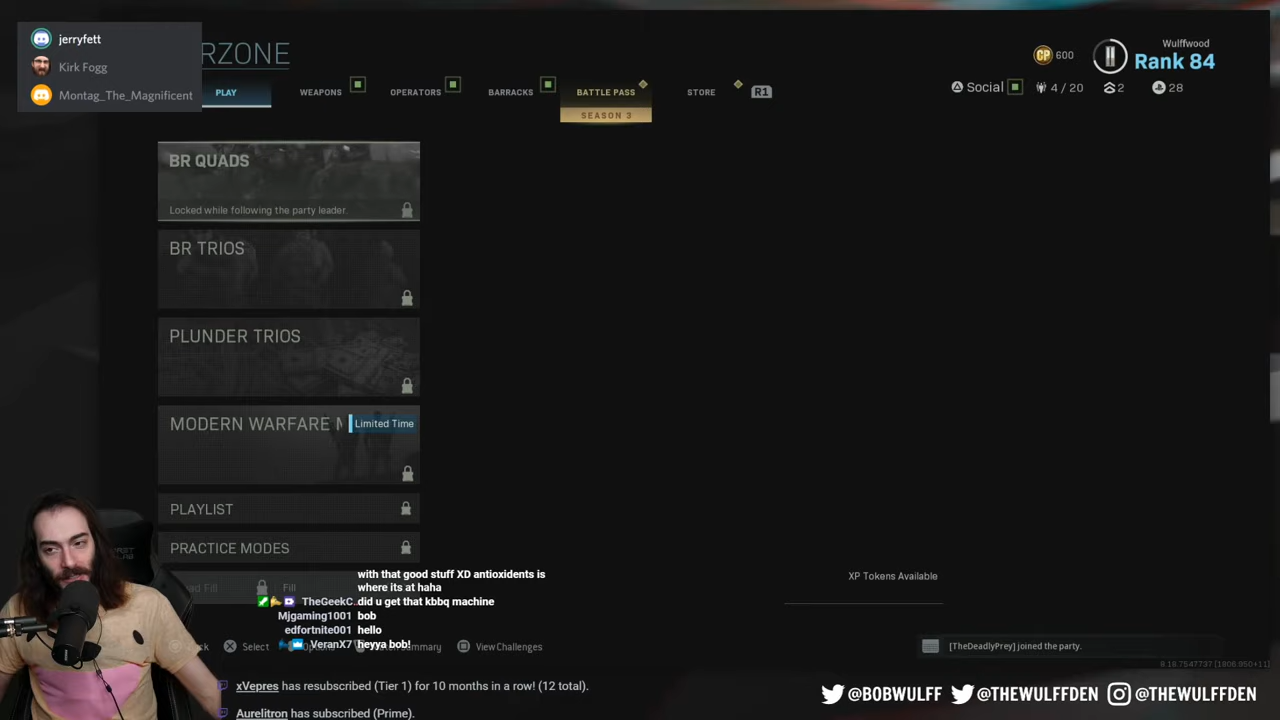 jerryfett
Kirk Fogg
Montag_The_Magnificent
RZONE
PLAY
WEAPONS
OPERATORS
BARRACKS
BATTLE PASS
SEASON 3
STORE
R1
CP 600
Wulffwood
Rank 84
Social
4 / 20
2
28
BR QUADS
Locked while following the party leader.
BR TRIOS
PLUNDER TRIOS
MODERN WARFARE
Limited Time
PLAYLIST
PRACTICE MODES
Fill
with that good stuff XD antioxidents is
where its at haha
TheGeekC.. did u get that kbbq machine
Mjgaming1001 bob
edfortnite001 hello
VeranX7 heyya bob!
Select
View Challenges
XP Tokens Available
[TheDeadlyPrey] joined the party.
xVepres has resubscribed (Tier 1) for 10 months in a row! (12 total).
Aurelitron has subscribed (Prime).
@BOBWULFF @THEWULFFDEN @THEWULFFDEN